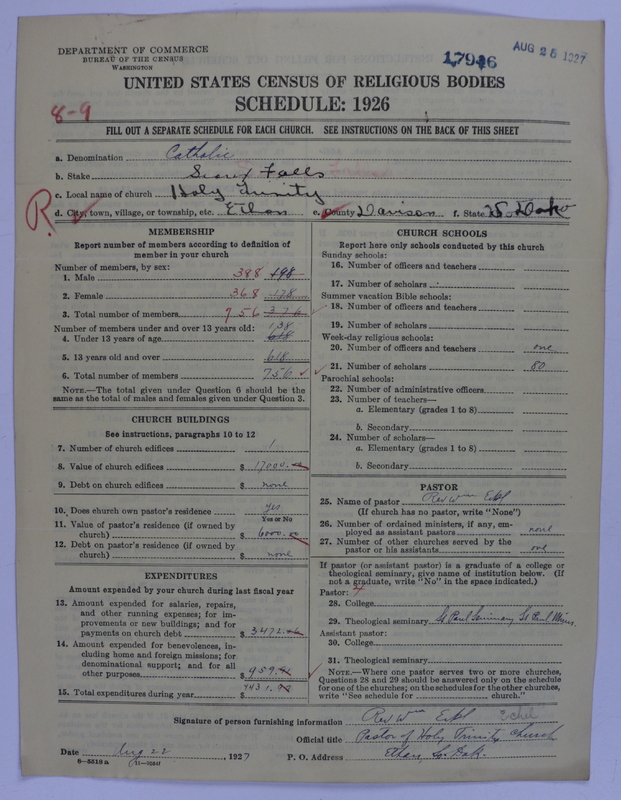 DEPARTMENT OF COMMERCE
BUREAU OF THE CENSUS
WASHINGTON
17946
AUG 25 1927
UNITED STATES CENSUS OF RELIGIOUS BODIES
SCHEDULE: 1926
8-9
FILL OUT A SEPARATE SCHEDULE FOR EACH CHURCH. SEE INSTRUCTIONS ON THE BACK OF THIS SHEET
a. Denomination Catholic
b. Stake Sioux Falls
c. Local name of church Holy Trinity
R.
d. City, town, village, or township, etc. Ethan e. County Davison f. State So Dak
MEMBERSHIP
Report number of members according to definition of
member in your church
Number of members, by sex:
1. Male 388 198
2. Female 368 178
3. Total number of members 756 376
Number of members under and over 13 years old: 138
4. Under 13 years of age 618
5. 13 years old and over 618
6. Total number of members 756
NOTE.—The total given under Question 6 should be the
same as the total of males and females given under Question 3.
CHURCH BUILDINGS
See instructions, paragraphs 10 to 12
7. Number of church edifices 1
8. Value of church edifices $ 17000.00
9. Debt on church edifices $ none
10. Does church own pastor's residence? yes
Yes or No
11. Value of pastor's residence (if owned by
church) $ 6000.00
12. Debt on pastor's residence (if owned by
church) $ none
EXPENDITURES
Amount expended by your church during last fiscal year
13. Amount expended for salaries, repairs,
and other running expenses; for im-
provements or new buildings; and for
payments on church debt $ 3472.
14. Amount expended for benevolences, in-
cluding home and foreign missions; for
denominational support; and for all
other purposes $ 959.
15. Total expenditures during year $ 4431.
CHURCH SCHOOLS
Report here only schools conducted by this church
Sunday schools:
16. Number of officers and teachers
17. Number of scholars
Summer vacation Bible schools:
18. Number of officers and teachers
19. Number of scholars
Week-day religious schools:
20. Number of officers and teachers one
21. Number of scholars 80
Parochial schools:
22. Number of administrative officers
23. Number of teachers—
a. Elementary (grades 1 to 8)
b. Secondary
24. Number of scholars—
a. Elementary (grades 1 to 8)
b. Secondary
PASTOR
25. Name of pastor Rev Wm
(If church has no pastor, write "None")
26. Number of ordained ministers, if any, em-
ployed as assistant pastors none
27. Number of other churches served by the
pastor or his assistants one
If pastor (or assistant pastor) is a graduate of a college or
theological seminary, give name of institution below. (If
not a graduate, write "No" in the space indicated.)
Pastor:
28. College
29. Theological seminary St Paul Seminary St Paul Minn.
Assistant pastor:
30. College
31. Theological seminary
NOTE.—Where one pastor serves two or more churches,
Questions 28 and 29 should be answered only on the schedule
for one of the churches; on the schedules for the other churches,
write "See schedule for church."
Signature of person furnishing information Rev Wm
Official title Pastor of Holy Trinity Church
Date Aug 22 1927 P. O. Address Ethan, So. Dak.
8-5518a